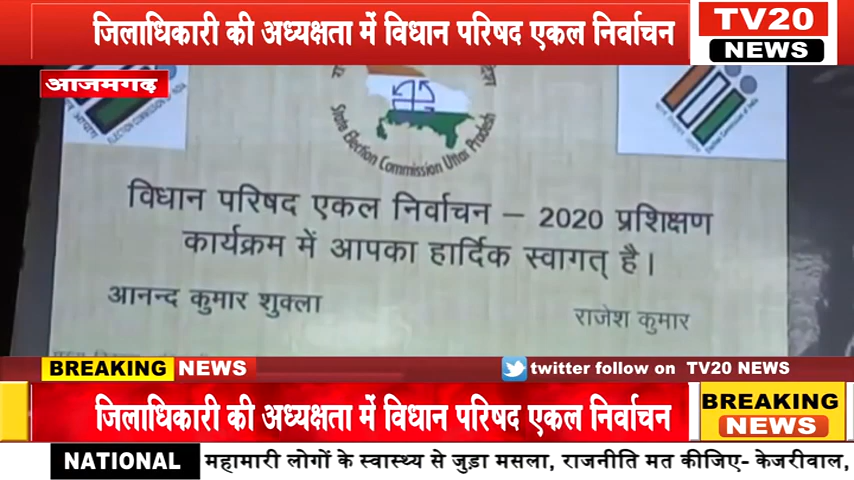 जिलाधिकारी की अध्यक्षता में विधान परिषद एकल निर्वाचन
TV20
NEWS
आजमगढ़
State Election Commission Uttar Pradesh
विधान परिषद एकल निर्वाचन – 2020 प्रशिक्षण
कार्यक्रम में आपका हार्दिक स्वागत् है।
आनन्द कुमार शुक्ला
राजेश कुमार
BREAKING NEWS
twitter follow on TV20 NEWS
जिलाधिकारी की अध्यक्षता में विधान परिषद एकल निर्वाचन
BREAKING
NEWS
NATIONAL
महामारी लोगों के स्वास्थ्य से जुड़ा मसला, राजनीति मत कीजिए- केजरीवाल,